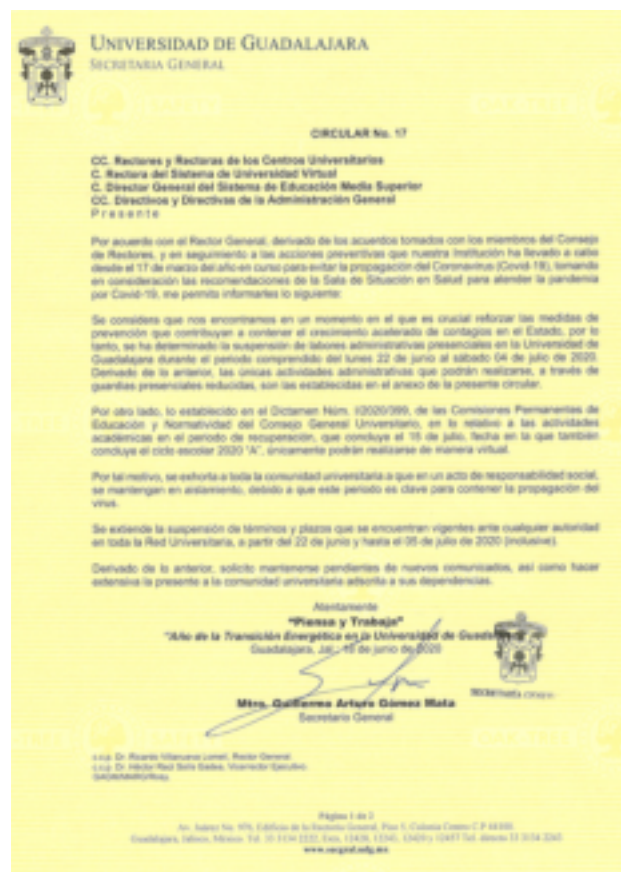 UNIVERSIDAD DE GUADALAJARA
SECRETARÍA GENERAL
CIRCULAR No. 17
CC. Rectores y Rectoras de los Centros Universitarios
C. Rectora del Sistema de Universidad Virtual
C. Director General del Sistema de Educación Media Superior
CC. Directivos y Directivas de la Administración General
P r e s e n t e
Por acuerdo con el Rector General, derivado de los acuerdos tomados con los miembros del Consejo
de Rectores, y en seguimiento a las acciones preventivas que nuestra Institución ha llevado a cabo
desde el 17 de marzo del año en curso para evitar la propagación del Coronavirus (Covid-19), tomando
en consideración las recomendaciones de la Sala de Situación en Salud para atender la pandemia
por Covid-19, me permito informarles lo siguiente:
Se considera que nos encontramos en un momento en el que es crucial reforzar las medidas de
prevención que contribuyan a contener el crecimiento acelerado de contagios en el Estado, por lo
tanto, se ha determinado la suspensión de labores administrativas presenciales en la Universidad de
Guadalajara durante el periodo comprendido del lunes 22 de junio al sábado 04 de julio de 2020.
Derivado de lo anterior, las únicas actividades administrativas que podrán realizarse, a través de
guardias presenciales reducidas, son las establecidas en el anexo de la presente circular.
Por otro lado, lo establecido en el Dictamen Núm. I/2020/399, de las Comisiones Permanentes de
Educación y Normatividad del Consejo General Universitario, en lo relativo a las actividades
académicas en el periodo de recuperación, que concluye el 15 de julio, fecha en la que también
concluye el ciclo escolar 2020 "A", únicamente podrán realizarse de manera virtual.
Por tal motivo, se exhorta a toda la comunidad universitaria a que en un acto de responsabilidad social,
se mantengan en aislamiento, debido a que este periodo es clave para contener la propagación del
virus.
Se extiende la suspensión de términos y plazos que se encuentran vigentes ante cualquier autoridad
en toda la Red Universitaria, a partir del 22 de junio y hasta el 05 de julio de 2020 (inclusive).
Derivado de lo anterior, solicito mantenerse pendientes de nuevos comunicados, así como hacer
extensiva la presente a la comunidad universitaria adscrita a sus dependencias.
Atentamente
"Piensa y Trabaja"
"Año de la Transición Energética en la Universidad de
Guadalajara, Jal., de junio de 2020
Mtro. Guillermo Arturo Gómez Mata
Secretario General
SECRETARÍA
c.c.p. Dr. Ricardo Villanueva Lomelí, Rector General
c.c.p. Dr. Héctor Raúl Solís Gadea, Vicerrector Ejecutivo.
Página 1 de 2
Av. Juárez No. 976, Edificio de la Rectoría General, Piso 5, Colonia Centro C.P 44100.
Guadalajara, Jalisco, México.
www.secgral.udg.mx